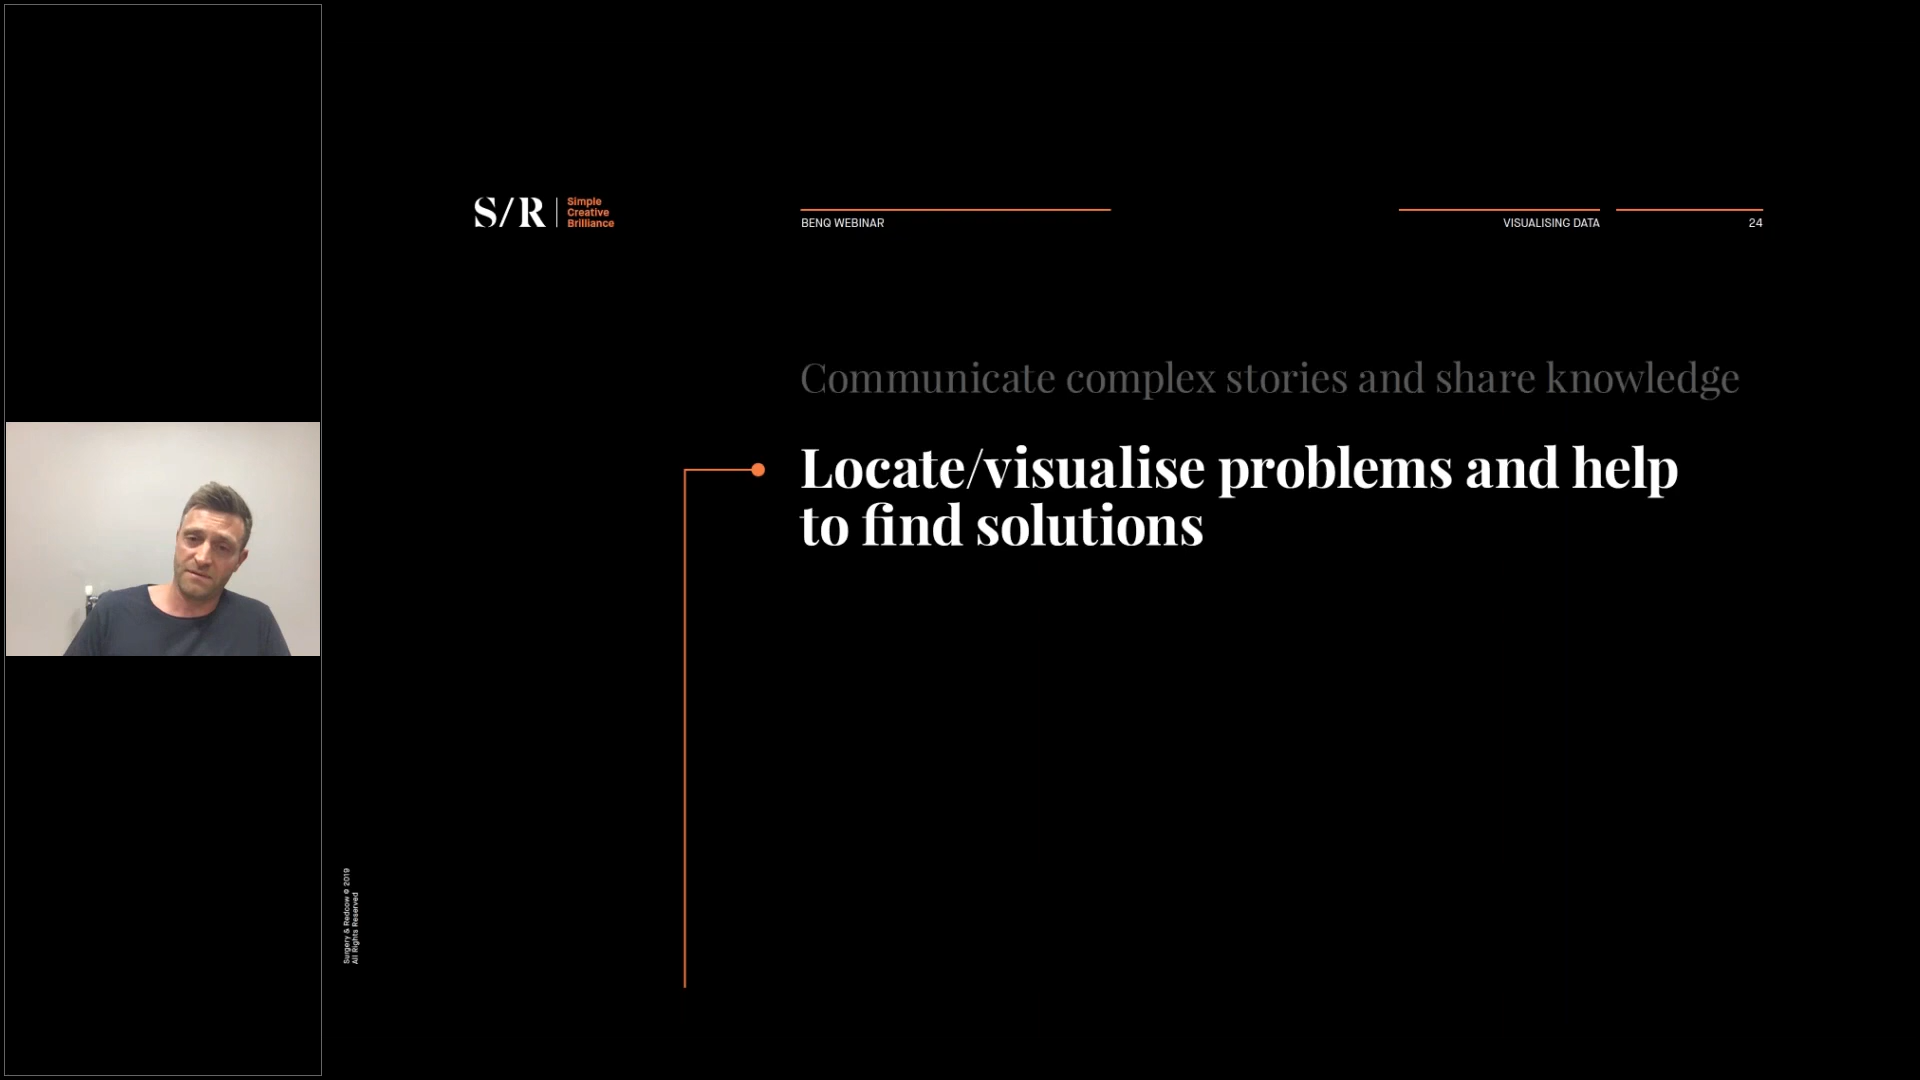 S/R
Simple
Creative
Brilliance
BENQ WEBINAR
VISUALISING DATA
24
Communicate complex stories and share knowledge
Locate/visualise problems and help
to find solutions
Surgery & Redcow © 2019
All Rights Reserved